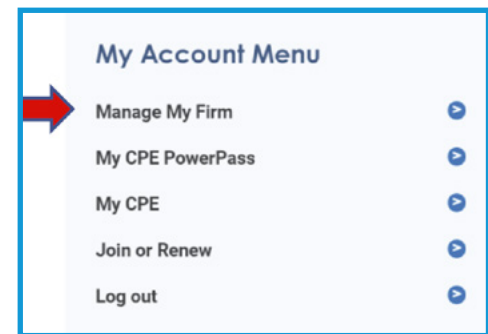 My Account Menu
Manage My Firm
My CPE PowerPass
My CPE
Join or Renew
Log out